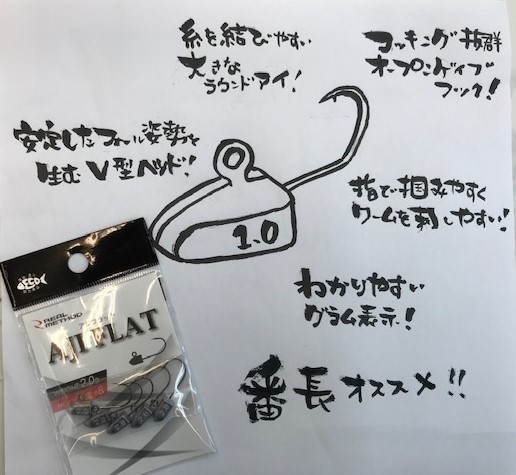 糸を結びやすい
大きな
ラウンドアイ!
フッキング抜群
オープンゲイブ
フック!
安定したフォール姿勢を
生むV型ヘッド!
1.0
指で掴みやすく
ワームを刺しやすい!
わかりやすい
グラム表示!
番長オススメ!!
REAL
METHOD
AJI FLAT
2.0g